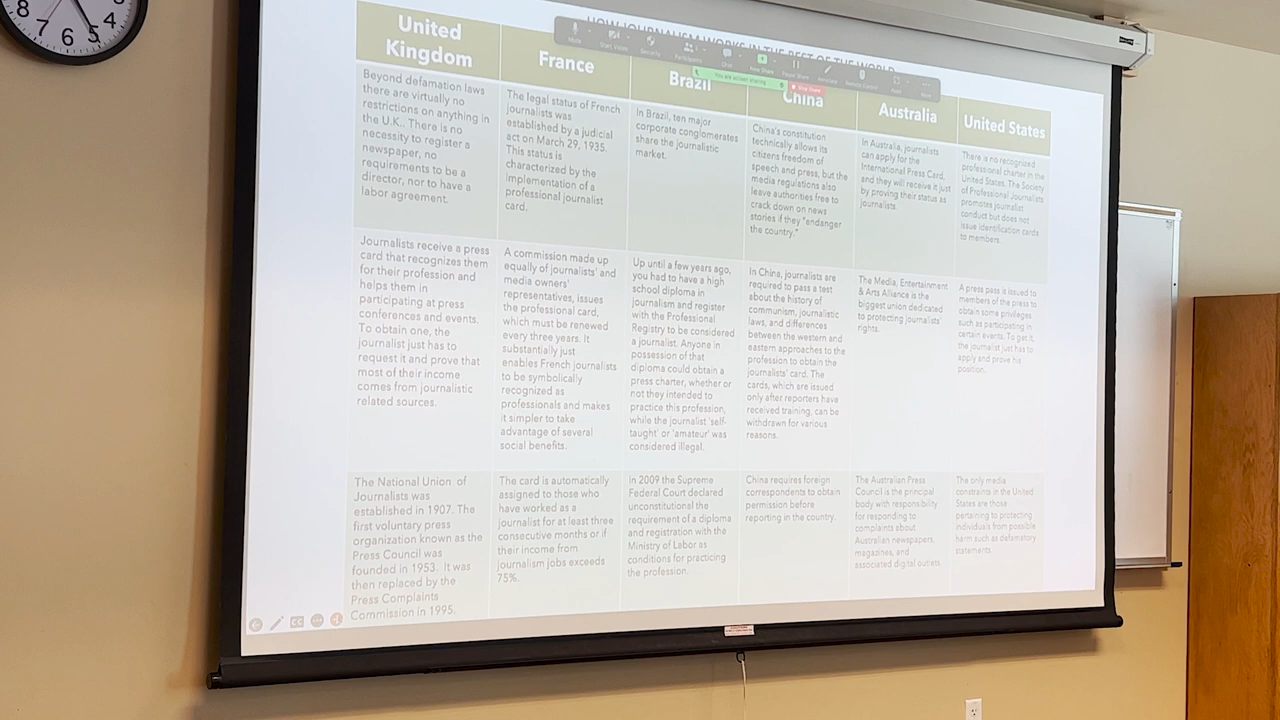 8
7
6
5
4
HOW JOURNALISM WORKS IN THE REST OF THE WORLD
You are screen sharing
Stop Share
United
Kingdom
Beyond defamation laws
there are virtually no
restrictions on anything in
the U.K.. There is no
necessity to register a
newspaper, no
requirements to be a
director, nor to have a
labor agreement.
Journalists receive a press
card that recognizes them
for their profession and
helps them in
participating at press
conferences and events.
To obtain one, the
journalist just has to
request it and prove that
most of their income
comes from journalistic
related sources.
The National Union of
Journalists was
established in 1907. The
first voluntary press
organization known as the
Press Council was
founded in 1953. It was
then replaced by the
Press Complaints
Commission in 1995.
France
The legal status of French
journalists was
established by a judicial
act on March 29, 1935.
This status is
characterized by the
implementation of a
professional journalist
card.
A commission made up
equally of journalists' and
media owners'
representatives, issues
the professional card,
which must be renewed
every three years. It
substantially just
enables French journalists
to be symbolically
recognized as
professionals and makes
it simpler to take
advantage of several
social benefits.
The card is automatically
assigned to those who
have worked as a
journalist for at least three
consecutive months or if
their income from
journalism jobs exceeds
75%.
Brazil
In Brazil, ten major
corporate conglomerates
share the journalistic
market.
Up until a few years ago,
you had to have a high
school diploma in
journalism and register
with the Professional
Registry to be considered
a journalist. Anyone in
possession of that
diploma could obtain a
press charter, whether or
not they intended to
practice this profession,
while the journalist 'self-
taught' or 'amateur' was
considered illegal.
In 2009 the Supreme
Federal Court declared
unconstitutional the
requirement of a diploma
and registration with the
Ministry of Labor as
conditions for practicing
the profession.
China
China's constitution
technically allows its
citizens freedom of
speech and press, but the
media regulations also
leave authorities free to
crack down on news
stories if they "endanger
the country."
In China, journalists are
required to pass a test
about the history of
communism, journalistic
laws, and differences
between the western and
eastern approaches to the
profession to obtain the
journalists' card. The
cards, which are issued
only after reporters have
received training, can be
withdrawn for various
reasons.
China requires foreign
correspondents to obtain
permission before
reporting in the country.
Australia
In Australia, journalists
can apply for the
International Press Card,
and they will receive it just
by proving their status as
journalists
The Media, Entertainment
& Arts Alliance is the
biggest union dedicated
to protecting journalists'
rights.
The Australian Press
Council is the principal
body with responsibility
for responding to
complaints about
Australian newspapers,
magazines, and
associated digital outlets.
United States
There is no recognized
professional charter in the
United States. The Society
of Professional Journalists
promotes journalist
conduct but does not
issue identification cards
to members.
A press pass is issued to
members of the press to
obtain some privileges
such as participating in
certain events. To get it,
the journalist just has to
apply and prove his
position.
The only media
constraints in the United
States are those
pertaining to protecting
individuals from possible
harm such as defamatory
statements.